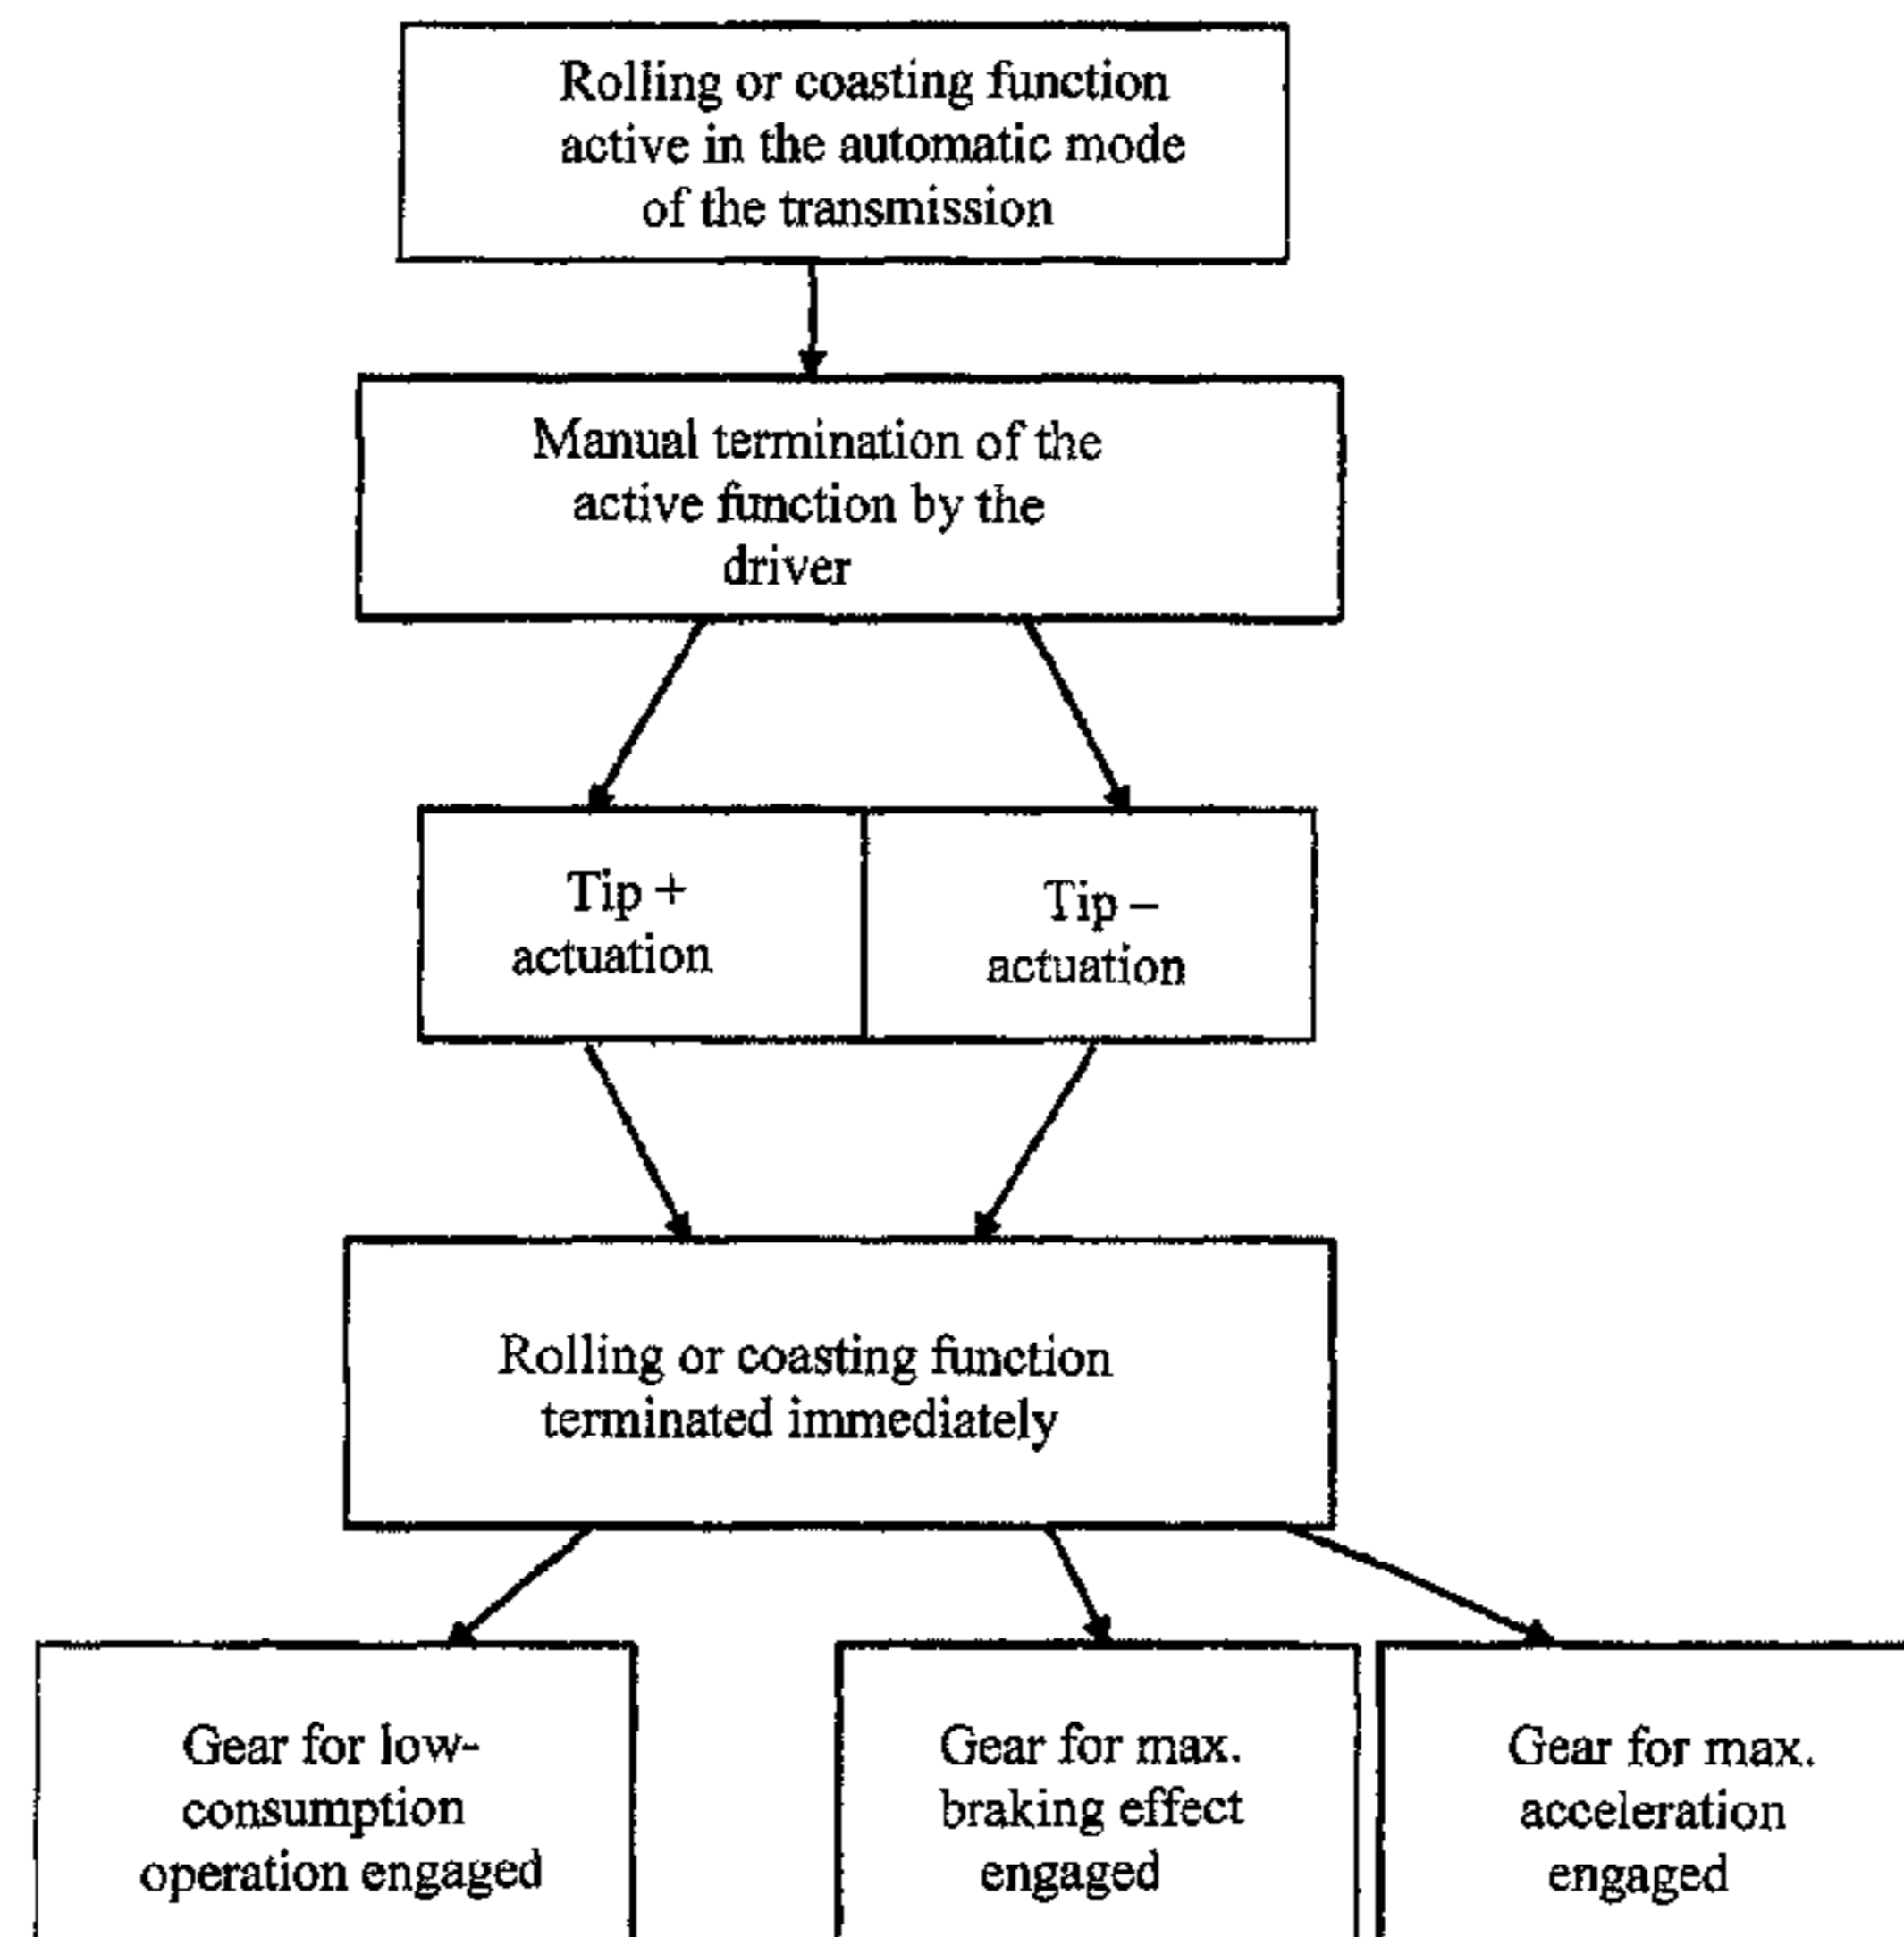 Rolling or coasting function
active in the automatic mode
of the transmission
Manual termination of the
active function by the
driver
Tip +
actuation
Tip –
actuation
Rolling or coasting function
terminated immediately
Gear for low-
consumption
operation engaged
Gear for max.
braking effect
engaged
Gear for max.
acceleration
engaged